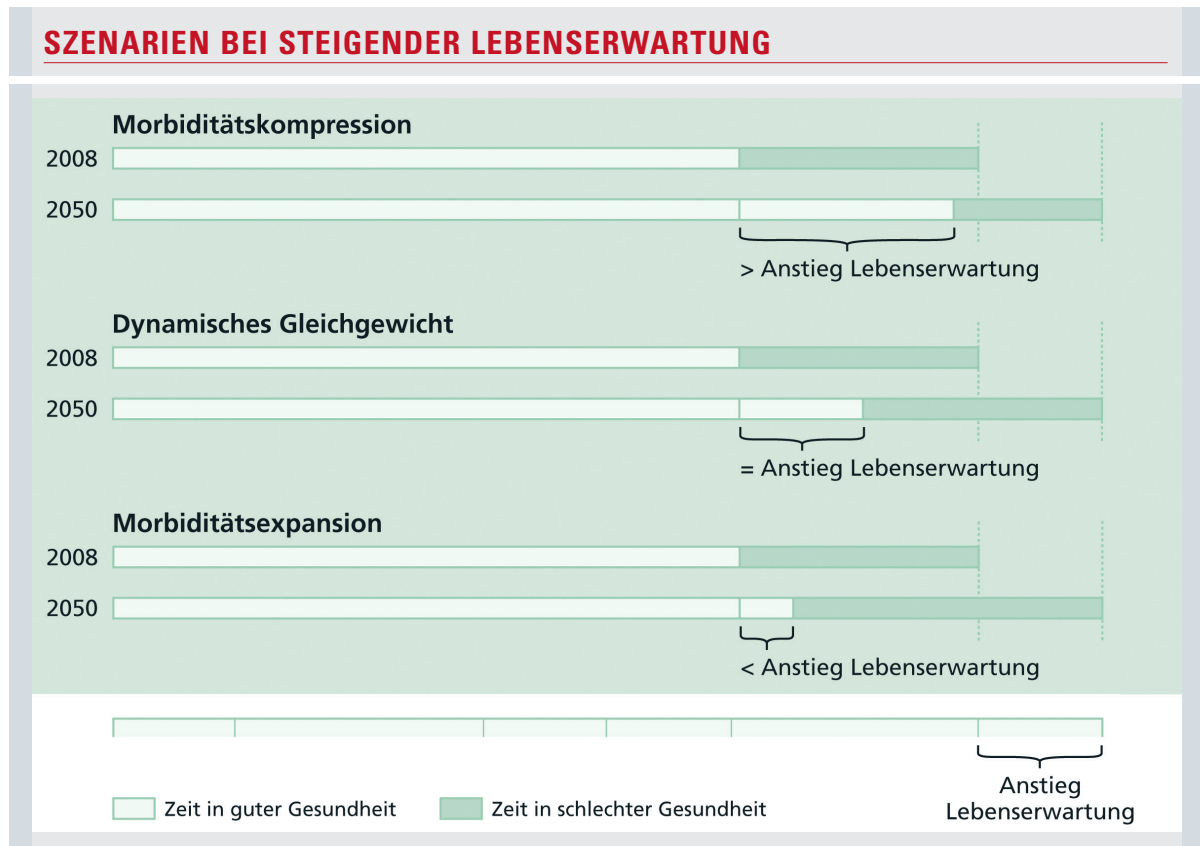 SZENARIEN BEI STEIGENDER LEBENSERWARTUNG
Morbiditätskompression
2008
2050
> Anstieg Lebenserwartung
Dynamisches Gleichgewicht
2008
2050
= Anstieg Lebenserwartung
Morbiditätsexpansion
2008
2050
< Anstieg Lebenserwartung
Zeit in guter Gesundheit
Zeit in schlechter Gesundheit
Anstieg
Lebenserwartung